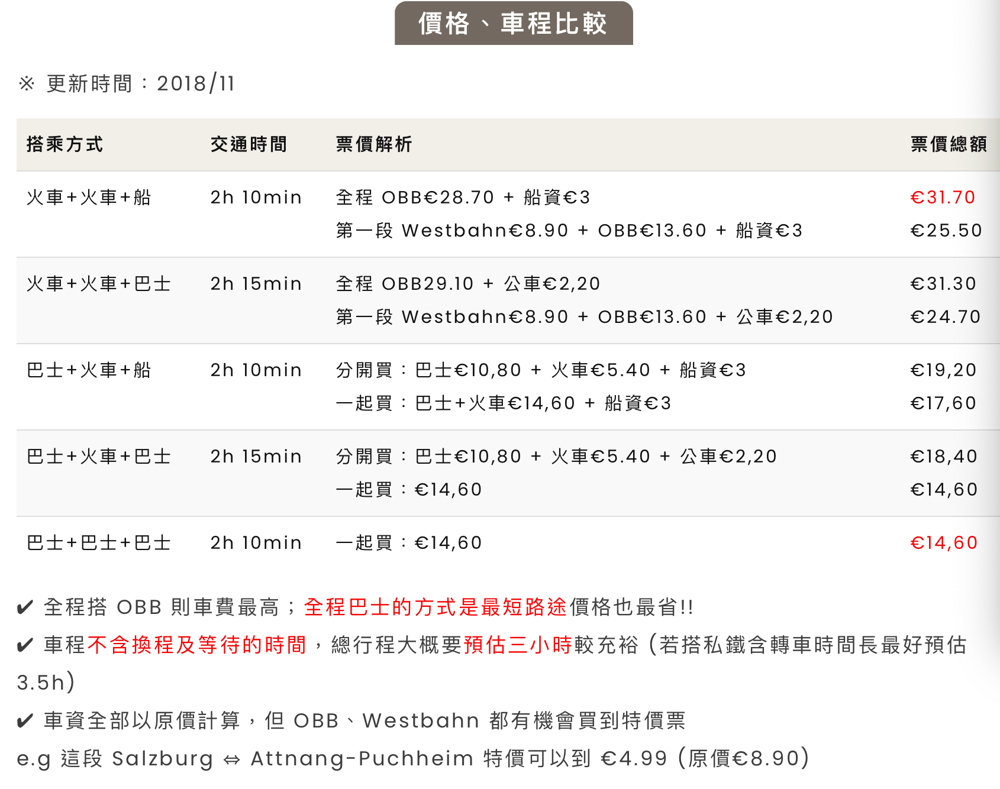 價格、車程比較
※ 更新時間：2018/11
搭乘方式 交通時間 票價解析 票價總額
火車+火車+船 2h 10min 全程 OBB€28.70 + 船資€3 €31.70
第一段 Westbahn€8.90 + OBB€13.60 + 船資€3 €25.50
火車+火車+巴士 2h 15min 全程 OBB29.10 + 公車€2,20 €31.30
第一段 Westbahn€8.90 + OBB€13.60 + 公車€2,20 €24.70
巴士+火車+船 2h 10min 分開買：巴士€10,80 + 火車€5.40 + 船資€3 €19,20
一起買：巴士+火車€14,60 + 船資€3 €17,60
巴士+火車+巴士 2h 15min 分開買：巴士€10,80 + 火車€5.40 + 公車€2,20 €18,40
一起買：€14,60 €14,60
巴士+巴士+巴士 2h 10min 一起買：€14,60 €14,60
✔ 全程搭 OBB 則車費最高；全程巴士的方式是最短路途價格也最省!!
✔ 車程不含換程及等待的時間，總行程大概要預估三小時較充裕 (若搭私鐵含轉車時間長最好預估
3.5h)
✔ 車資全部以原價計算，但 OBB、Westbahn 都有機會買到特價票
e.g 這段 Salzburg ⇔ Attnang-Puchheim 特價可以到 €4.99 (原價€8.90)